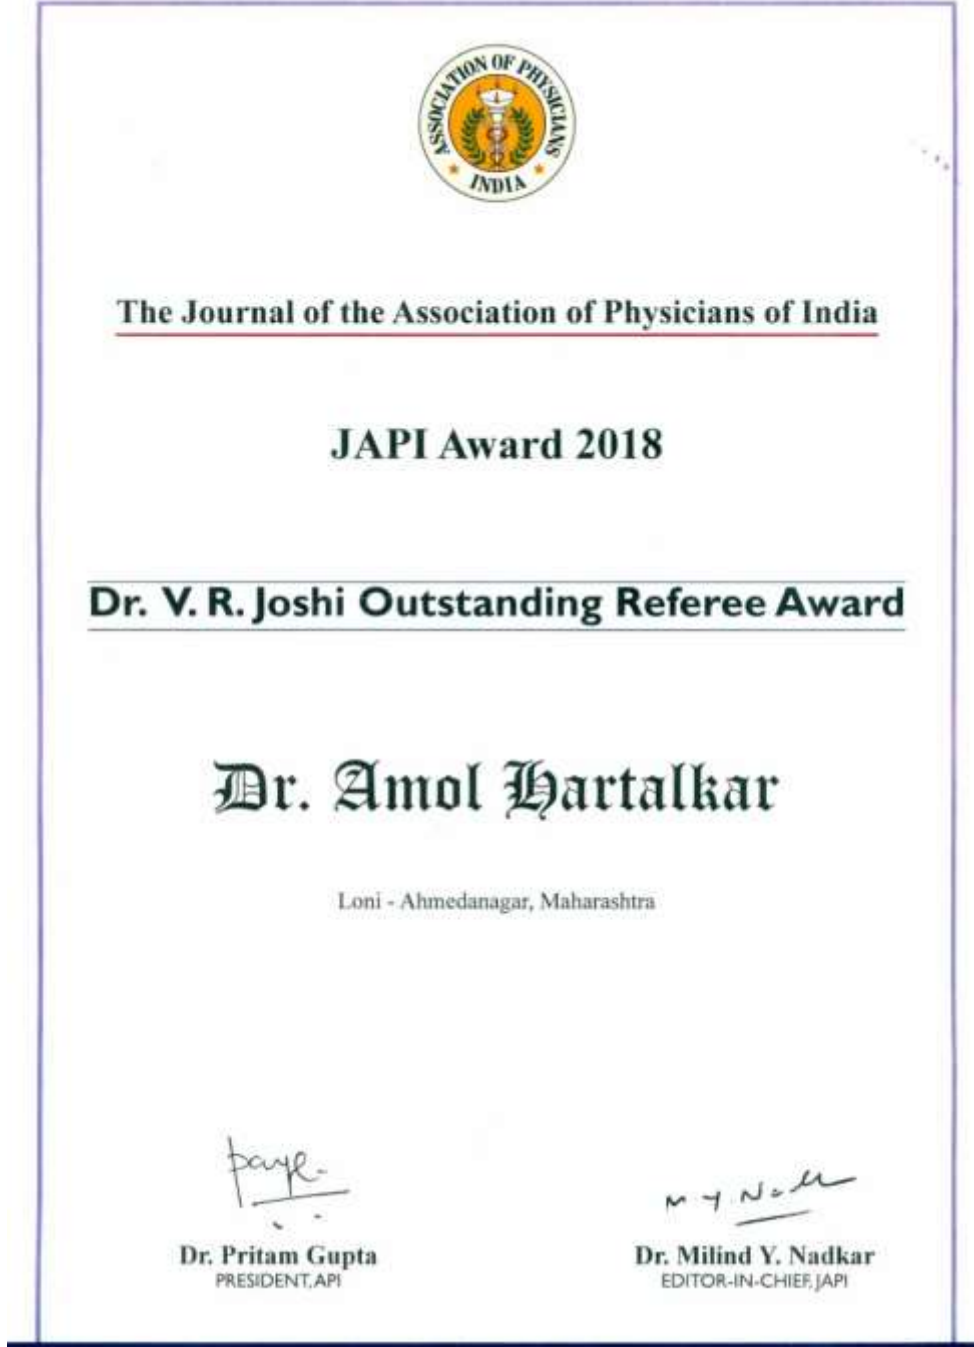 ASSOCIATION OF PHYSICIANS
INDIA
The Journal of the Association of Physicians of India
JAPI Award 2018
Dr. V. R. Joshi Outstanding Referee Award
Dr. Amol Hartalkar
Loni - Ahmedanagar, Maharashtra
M Y. Nadkar
Dr. Pritam Gupta
PRESIDENT, API
Dr. Milind Y. Nadkar
EDITOR-IN-CHIEF, JAPI